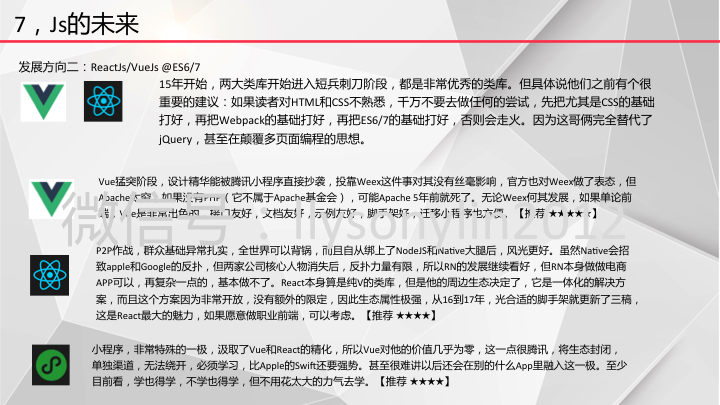 7，Js的未来
发展方向二：ReactJs/VueJs @ES6/7
15年开始，两大类库开始进入短兵刺刀阶段，都是非常优秀的类库。但具体说他们之前有个很
重要的建议：如果读者对HTML和CSS不熟悉，千万不要去做任何的尝试，先把尤其是CSS的基础
打好，再把Webpack的基础打好，再把ES6/7的基础打好，否则会走火。因为这哥俩完全替代了
jQuery，甚至在颠覆多页面编程的思想。
Vue猛突阶段，设计精华能被腾讯小程序直接抄袭，投靠Weex这件事对其没有丝毫影响，官方也对Weex做了表态，但
Apache太穷，如果没有PHP（它不属于Apache基金会），可能Apache 5年前就死了。无论Weex何其发展，如果单论前
端，Vue是非常出色的，梯队友好，文档友好，示例友好，脚手架好，迁移小程序也方便。【推荐 ★★★★☆】
微信号：ilysonylin2012
P2P作战，群众基础异常扎实，全世界可以背锅，而且自从绑上了NodeJS和iNative大腿后，风光更好。虽然Native会招
致apple和Google的反扑，但两家公司核心人物消失后，反扑力量有限，所以RN的发展继续看好，但RN本身做做电商
APP可以，再复杂一点的，基本做不了。React本身算是纯V的类库，但是他的周边生态决定了，它是一体化的解决方
案，而且这个方案因为非常开放，没有额外的限定，因此生态属性极强，从16到17年，光合适的脚手架就更新了三稿，
这是React最大的魅力，如果愿意做职业前端，可以考虑。【推荐 ★★★★】
小程序，非常特殊的一极，汲取了Vue和React的精化，所以Vue对他的价值几乎为零，这一点很腾讯，将生态封闭，
单独渠道，无法绕开，必须学习，比Apple的Swift还要强势。甚至很难讲以后还会在别的什么App里融入这一极。至少
目前看，学也得学，不学也得学，但不用花太大的力气去学。【推荐 ★★★★】